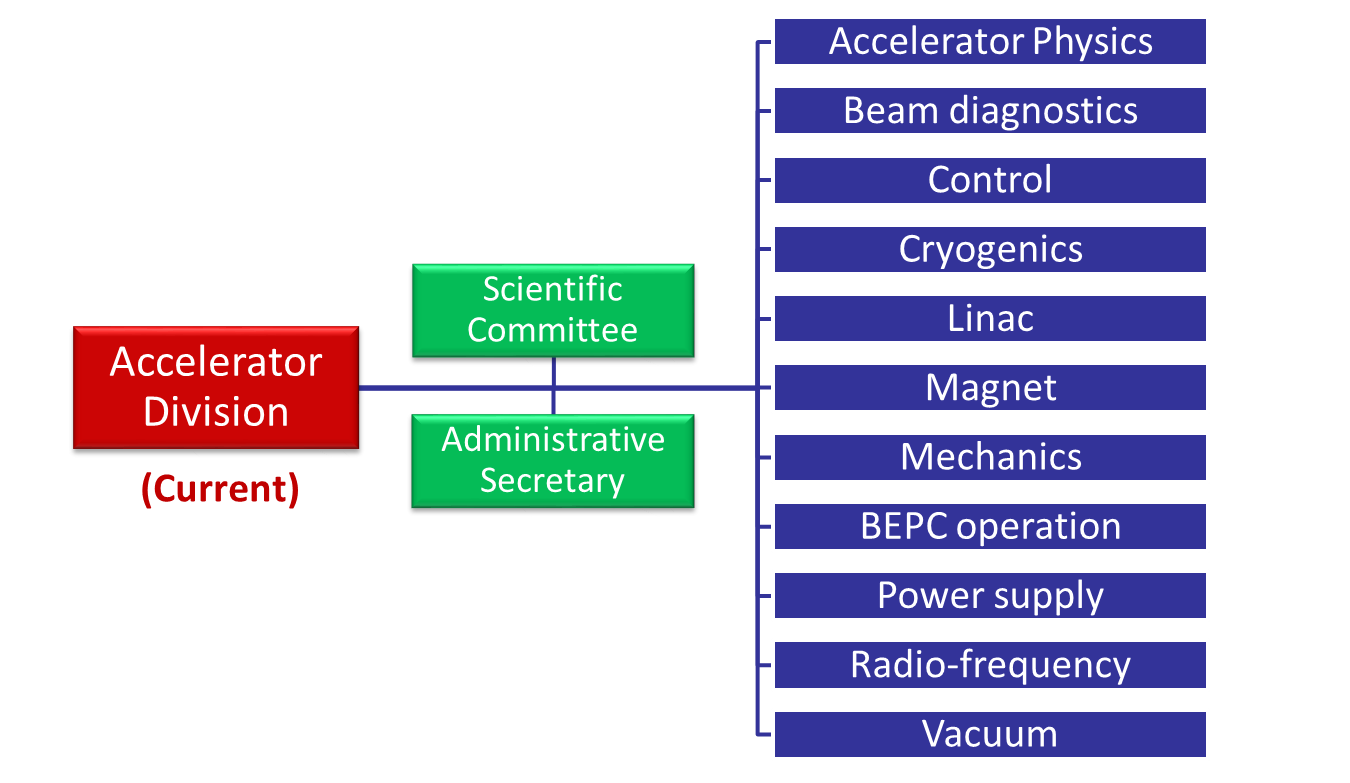 Accelerator
Division
(Current)
Scientific
Committee
Administrative
Secretary
Accelerator Physics
Beam diagnostics
Control
Cryogenics
Linac
Magnet
Mechanics
BEPC operation
Power supply
Radio-frequency
Vacuum